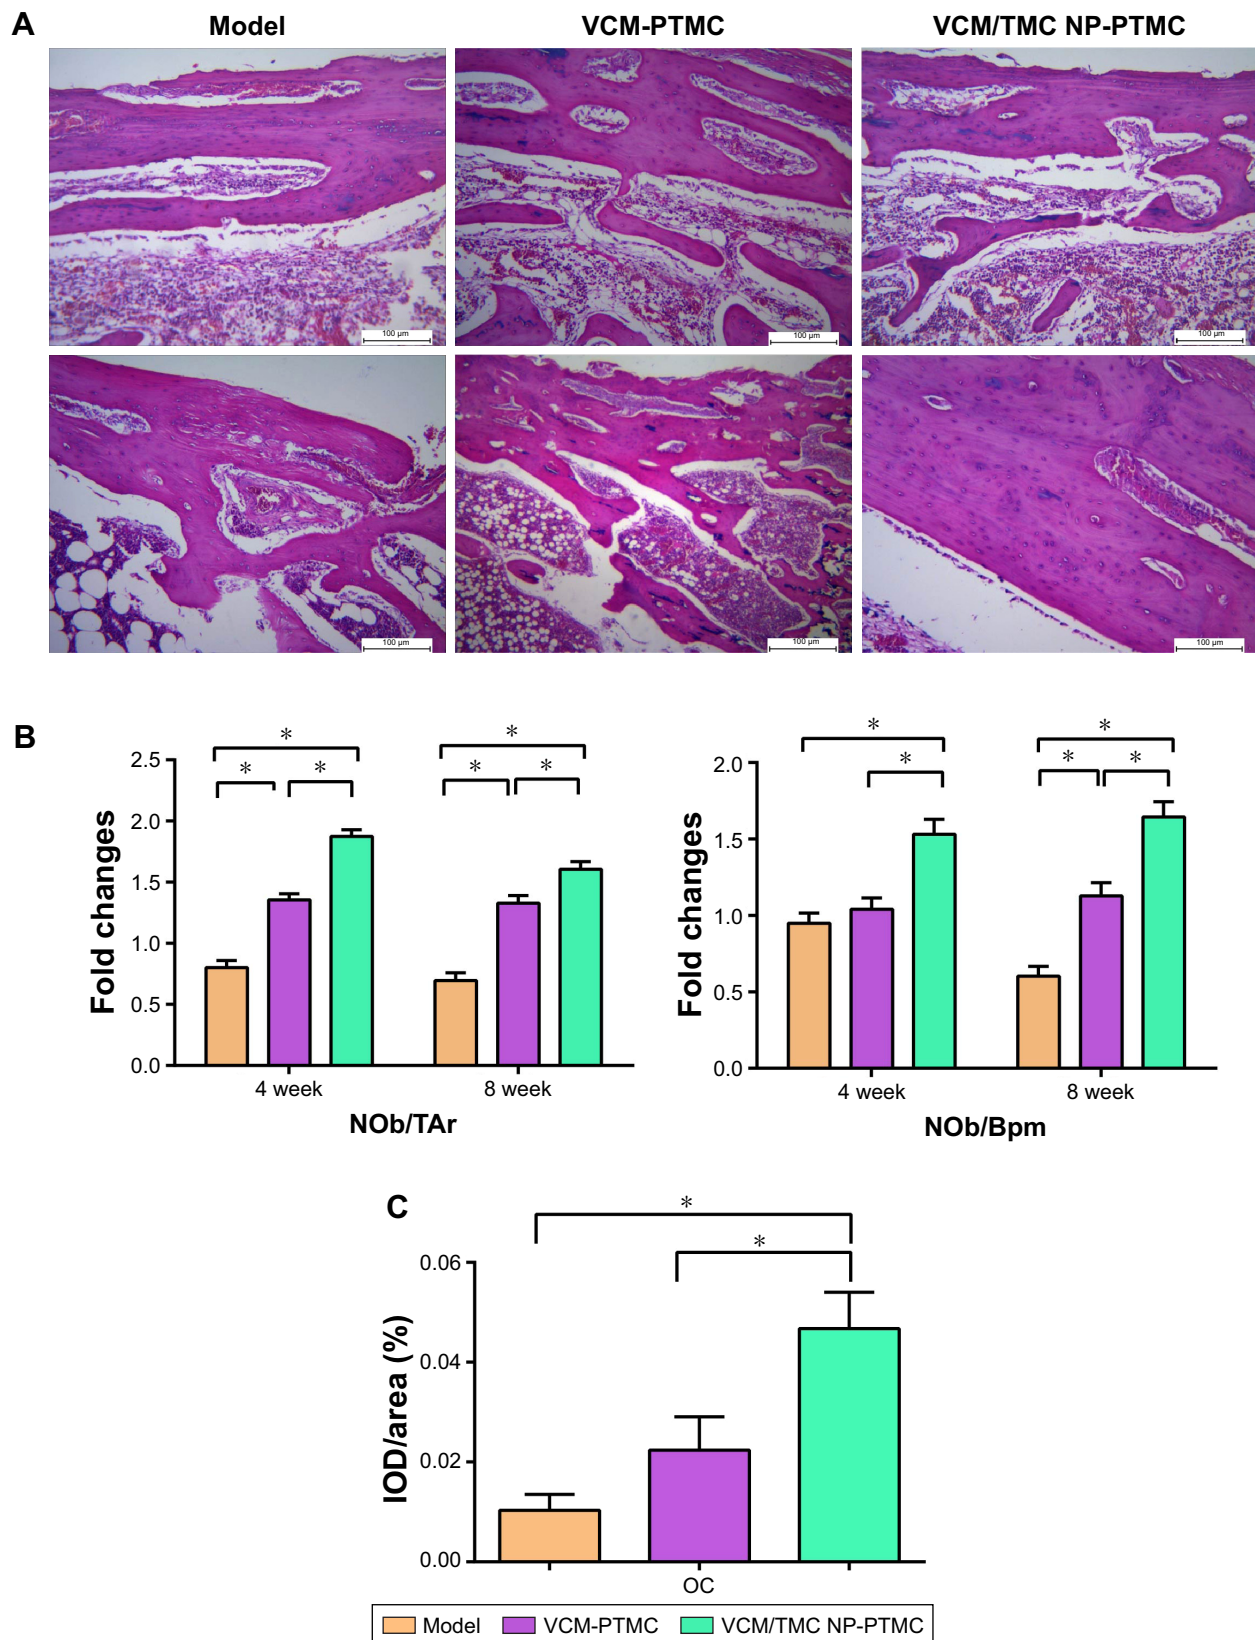 A
Model
VCM-PTMC
VCM/TMC NP-PTMC
100 µm
100 µm
100 µm
100 µm
100 µm
100 µm
B
Fold changes
2.5
2.0
1.5
1.0
0.5
0.0
* * *
* * *
4 week
8 week
NOb/TAr
Fold changes
2.0
1.5
1.0
0.5
0.0
* *
* * *
4 week
8 week
NOb/Bpm
C
IOD/area (%)
0.06
0.04
0.02
0.00
*
*
OC
Model
VCM-PTMC
VCM/TMC NP-PTMC